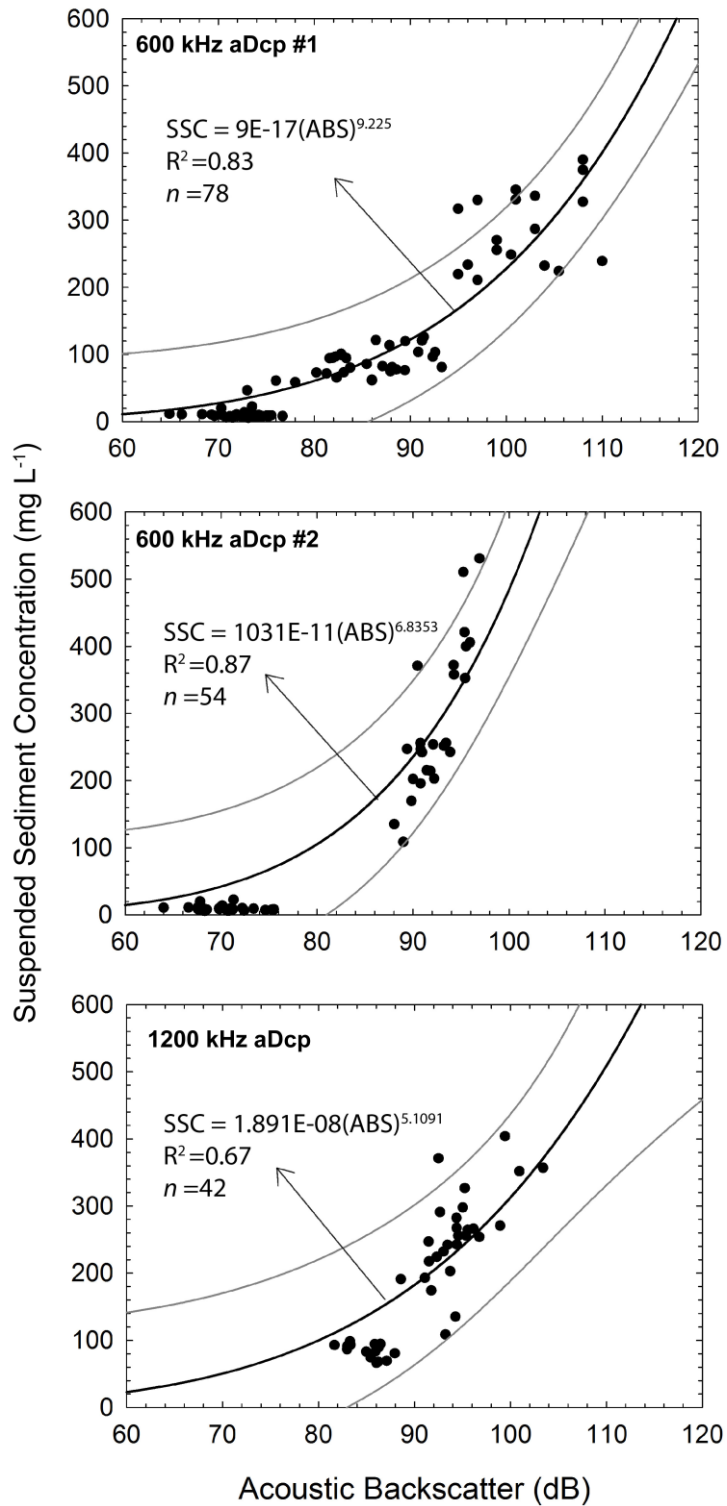 Suspended Sediment Concentration (mg L⁻¹)
600 kHz aDcp #1
SSC = 9E-17(ABS)^9.225
R² =0.83
n =78
600
500
400
300
200
100
0
60 70 80 90 100 110 120
600 kHz aDcp #2
SSC = 1031E-11(ABS)^6.8353
R² =0.87
n =54
600
500
400
300
200
100
0
60 70 80 90 100 110 120
1200 kHz aDcp
SSC = 1.891E-08(ABS)^5.1091
R² =0.67
n =42
600
500
400
300
200
100
0
60 70 80 90 100 110 120
Acoustic Backscatter (dB)